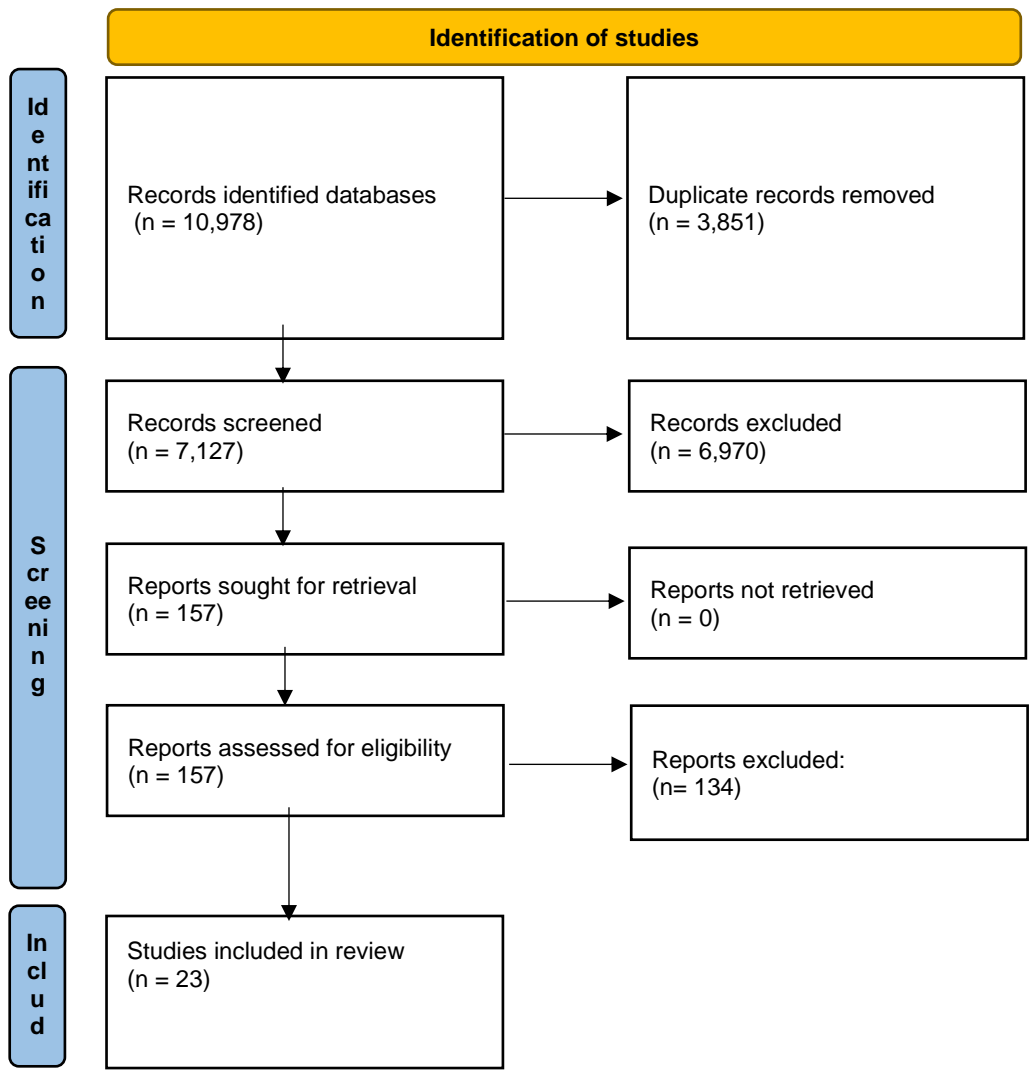 Identification of studies
Id
e
nt
ifi
ca
ti
o
n
Records identified databases
(n = 10,978)
Duplicate records removed
(n = 3,851)
S
cr
ee
ni
n
g
Records screened
(n = 7,127)
Records excluded
(n = 6,970)
Reports sought for retrieval
(n = 157)
Reports not retrieved
(n = 0)
Reports assessed for eligibility
(n = 157)
Reports excluded:
(n= 134)
In
cl
u
d
Studies included in review
(n = 23)